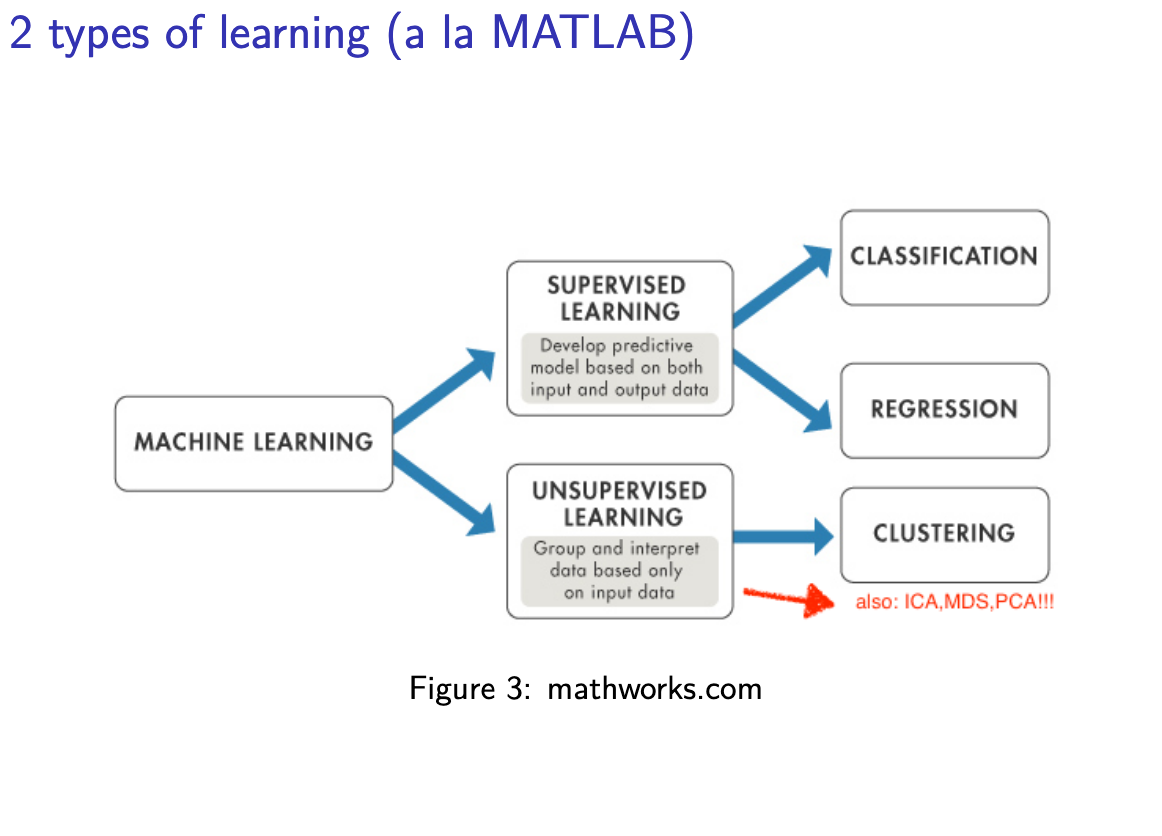 2 types of learning (a la MATLAB)
MACHINE LEARNING
SUPERVISED
LEARNING
Develop predictive
model based on both
input and output data
CLASSIFICATION
REGRESSION
UNSUPERVISED
LEARNING
Group and interpret
data based only
on input data
CLUSTERING
also: ICA,MDS,PCA!!!
Figure 3: mathworks.com